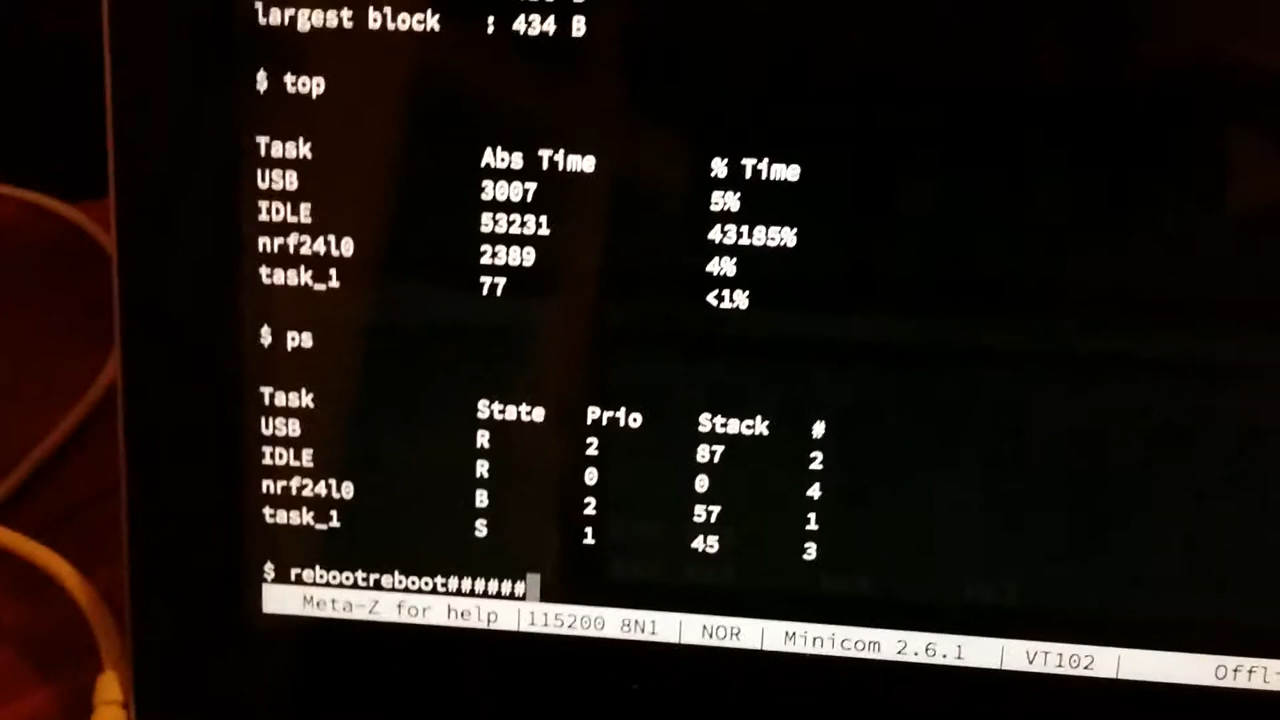 largest block : 434 B
$ top
Task Abs Time % Time
USB 3007 5%
IDLE 53231 43185%
nrf24l0 2389 4%
task_1 77 <1%
$ ps
Task State Prio Stack #
USB R 2 87 2
IDLE R 0 0 4
nrf24l0 B 2 57 1
task_1 S 1 45 3
$ rebootreboot######
Meta-Z for help |115200 8N1 | NOR | Minicom 2.6.1 | VT102 |